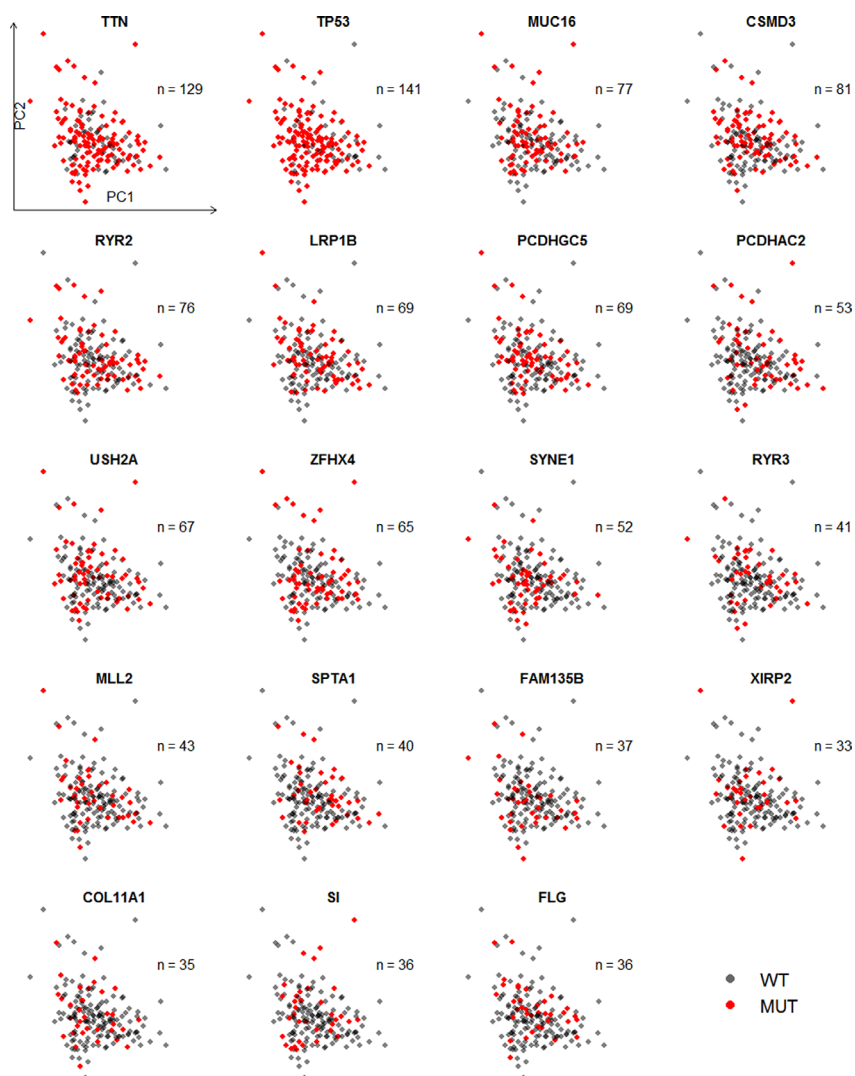 TTN
TP53
MUC16
CSMD3
PC2
n = 129
n = 141
n = 77
n = 81
PC1
RYR2
LRP1B
PCDHGC5
PCDHAC2
n = 76
n = 69
n = 69
n = 53
USH2A
ZFHX4
SYNE1
RYR3
n = 67
n = 65
n = 52
n = 41
MLL2
SPTA1
FAM135B
XIRP2
n = 43
n = 40
n = 37
n = 33
COL11A1
SI
FLG
n = 35
n = 36
n = 36
WT
MUT